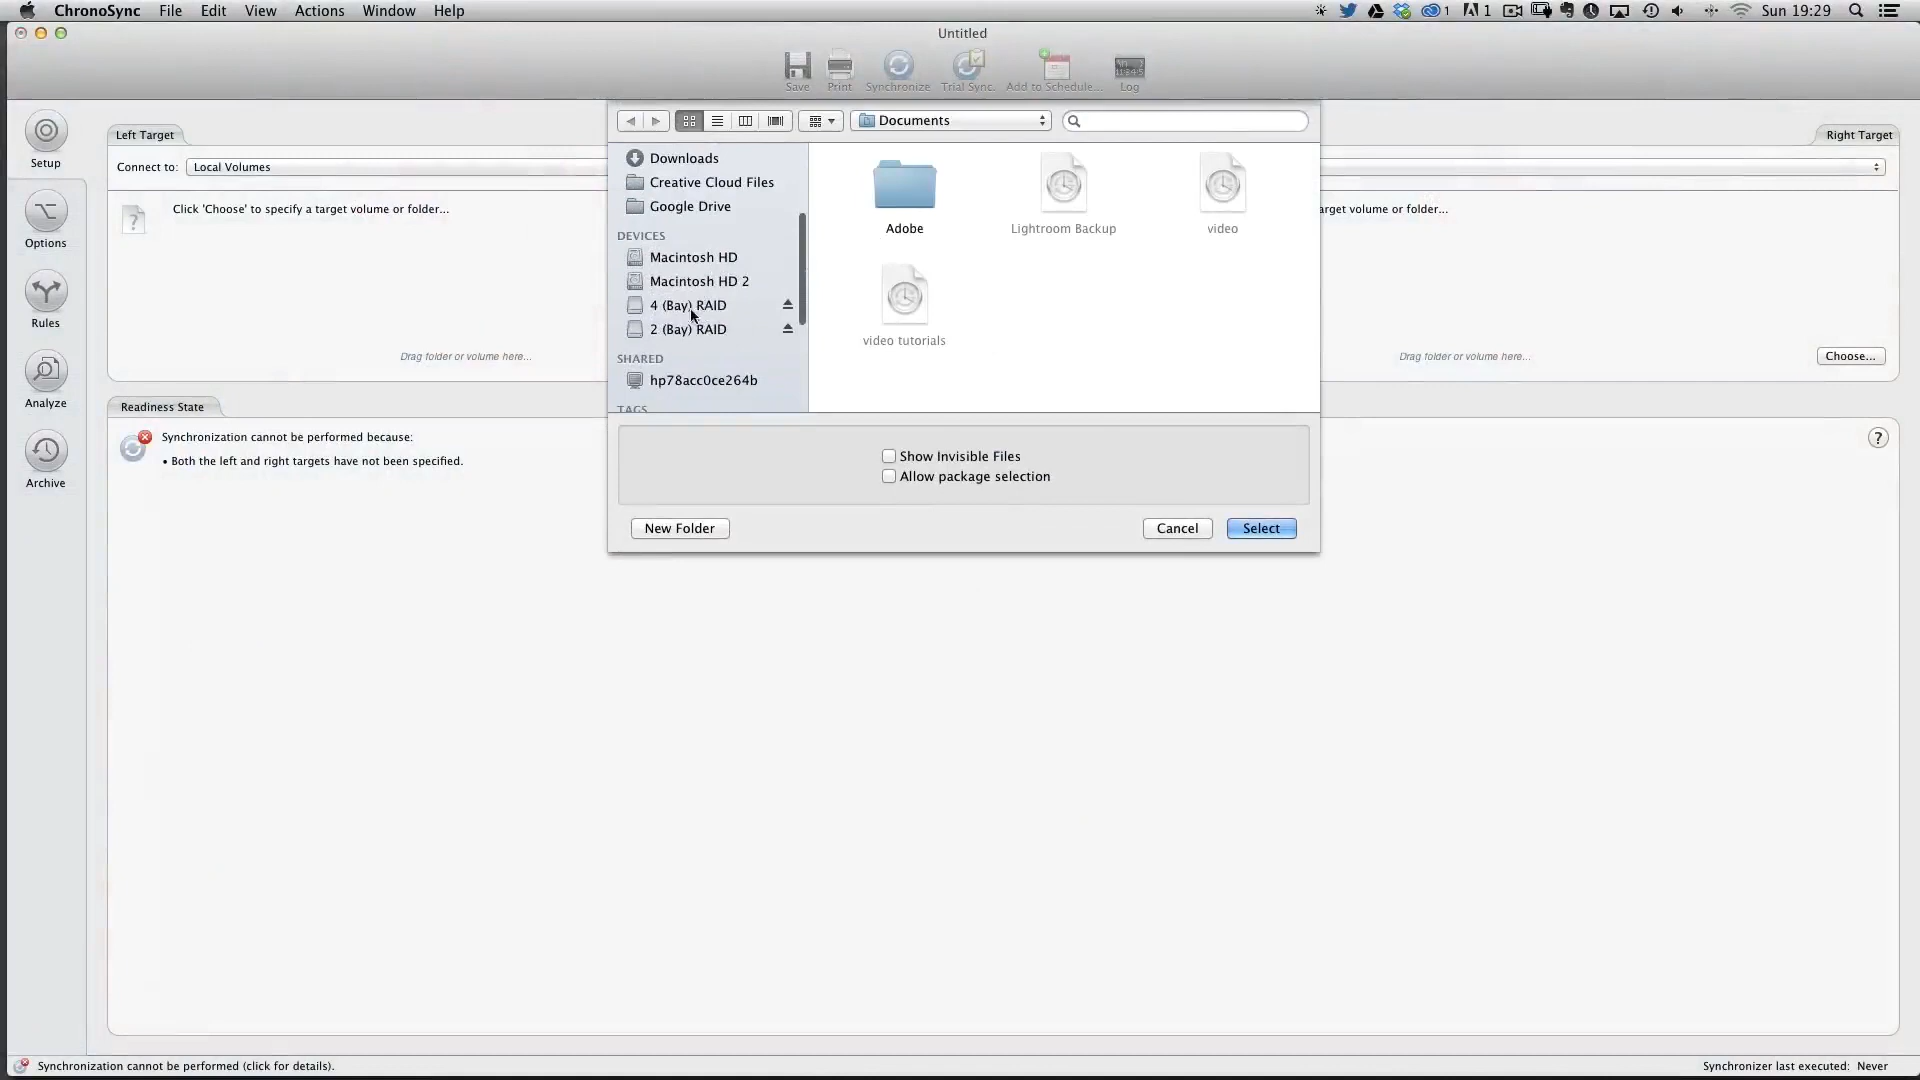 ChronoSync File Edit View Actions Window Help
1 1 Sun 19:29
Untitled
Save Print Synchronize Trial Sync. Add to Schedule... Log
Documents
Setup
Options
Rules
Analyze
Archive
Left Target
Connect to: Local Volumes
Click 'Choose' to specify a target volume or folder...
Drag folder or volume here...
Downloads
Creative Cloud Files
Google Drive
DEVICES
Macintosh HD
Macintosh HD 2
4 (Bay) RAID
2 (Bay) RAID
SHARED
hp78acc0ce264b
TAGS
Adobe
Lightroom Backup
video
video tutorials
Show Invisible Files
Allow package selection
New Folder
Cancel
Select
Right Target
target volume or folder...
Drag folder or volume here...
Choose...
Readiness State
Synchronization cannot be performed because:
• Both the left and right targets have not been specified.
?
Synchronization cannot be performed (click for details).
Synchronizer last executed: Never